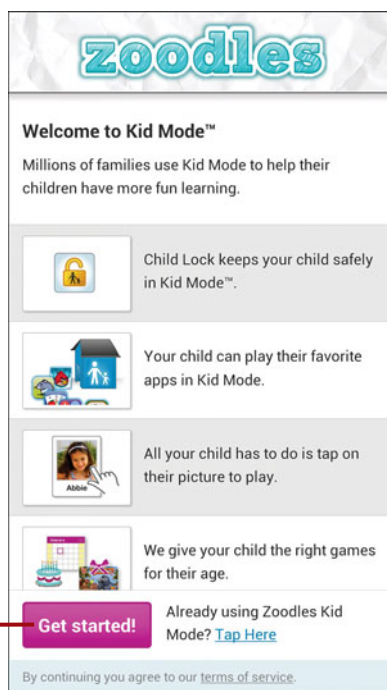 zoodles
Welcome to Kid Mode™
Millions of families use Kid Mode to help their
children have more fun learning.
Child Lock keeps your child safely
in Kid Mode™.
Your child can play their favorite
apps in Kid Mode.
Abbie
All your child has to do is tap on
their picture to play.
We give your child the right games
for their age.
Get started!
Already using Zoodles Kid
Mode? Tap Here
By continuing you agree to our terms of service.